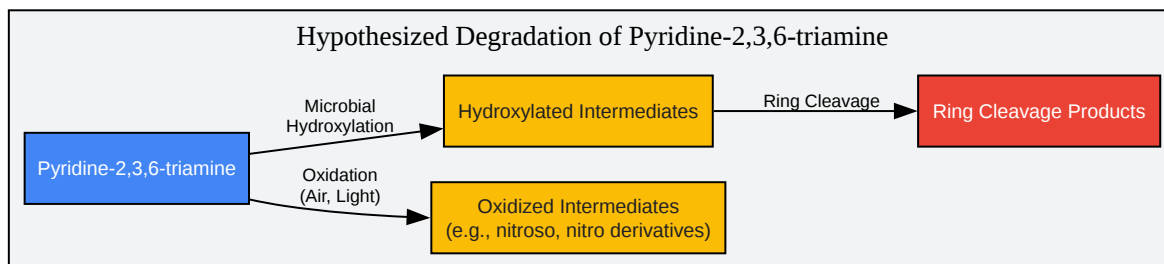 Hypothesized Degradation of Pyridine-2,3,6-triamine
Pyridine-2,3,6-triamine
Microbial
Hydroxylation
Hydroxylated Intermediates
Ring Cleavage
Ring Cleavage Products
Oxidation
(Air, Light)
Oxidized Intermediates
(e.g., nitroso, nitro derivatives)